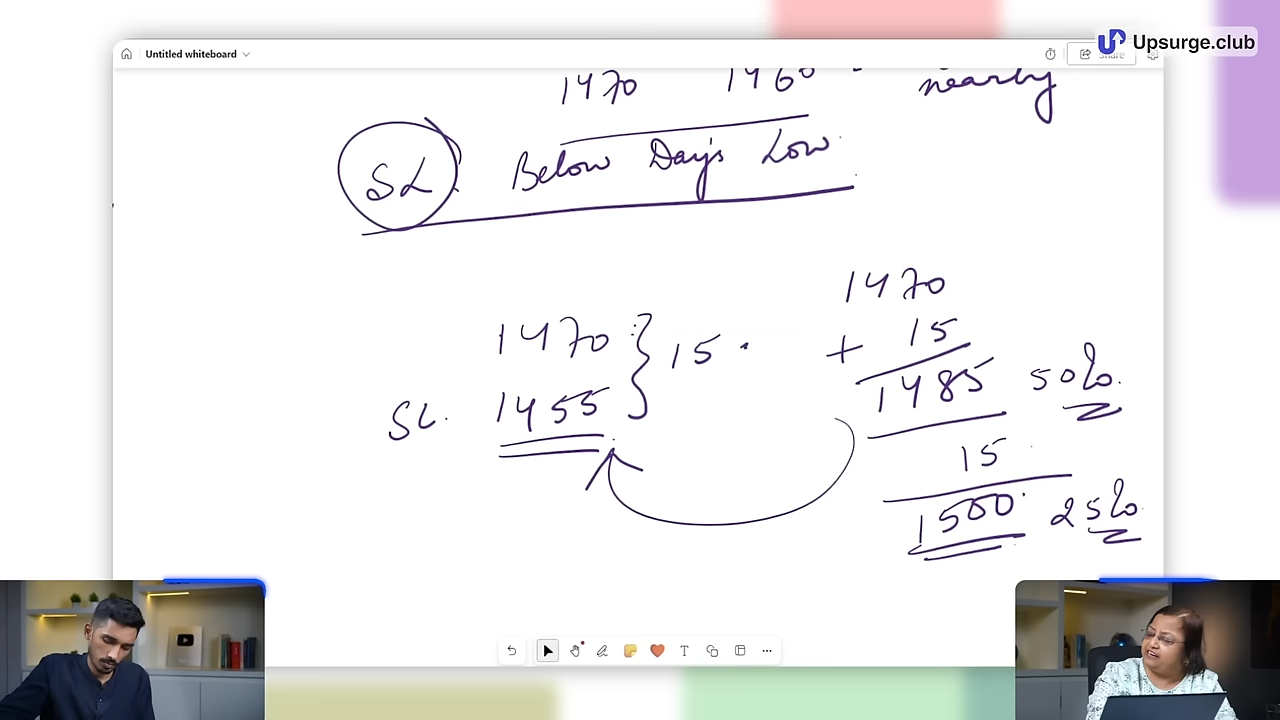 Upsurge.club
Untitled whiteboard
Share
1470 1460 - nearby
SL. Below Day's Low.
1470 } 15.
SL. 1455
1470
+ 15
1485 50%.
15
1500 25%
T